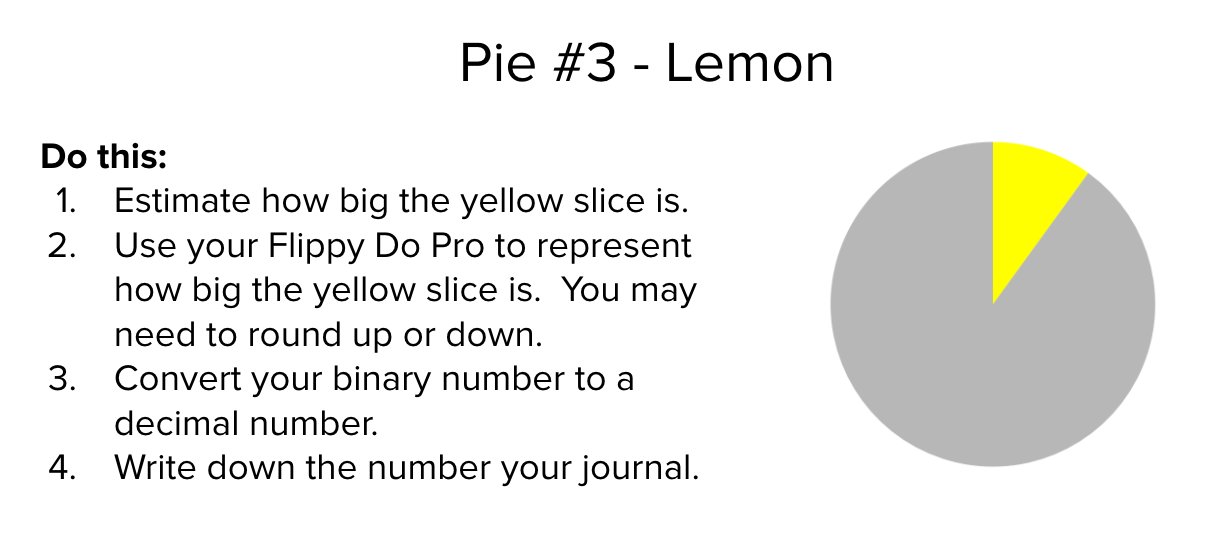 Pie #3 - Lemon
Do this:
1. Estimate how big the yellow slice is.
2. Use your Flippy Do Pro to represent
how big the yellow slice is.  You may
need to round up or down.
3. Convert your binary number to a
decimal number.
4. Write down the number your journal.